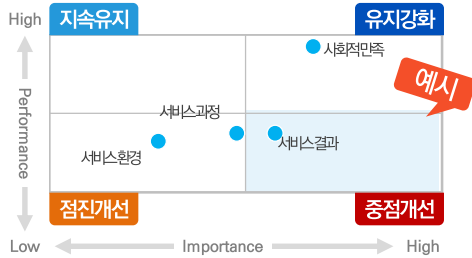 High
지속유지
유지강화
사회적만족
예시
Performance
서비스과정
서비스환경
서비스결과
점진개선
중점개선
Low
Importance
High